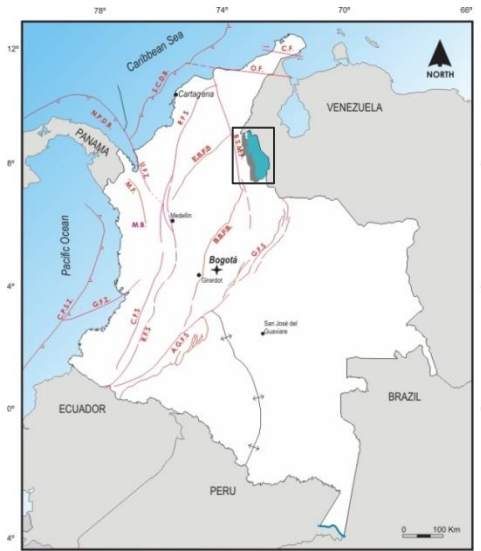 78°
74°
70°
66°
12°
8°
4°
0°
4°
Caribbean Sea
C.F.
O.F.
NORTH
S.C.D.B.
Cartagena
VENEZUELA
N.P.D.B.
R.F.S
PANAMA
B.S.M.F.
E.B.F.B
U.F.Z.
M.F.
M.B.
Medellín
Pacific Ocean
B.B.F.B.
G.F.S
Bogotá
Girardot
C.P.S.Z.
G.F.Z.
C.F.S
R.F.S
A.G.F.S
San José del
Guaviare
ECUADOR
BRAZIL
PERU
0 100 Km